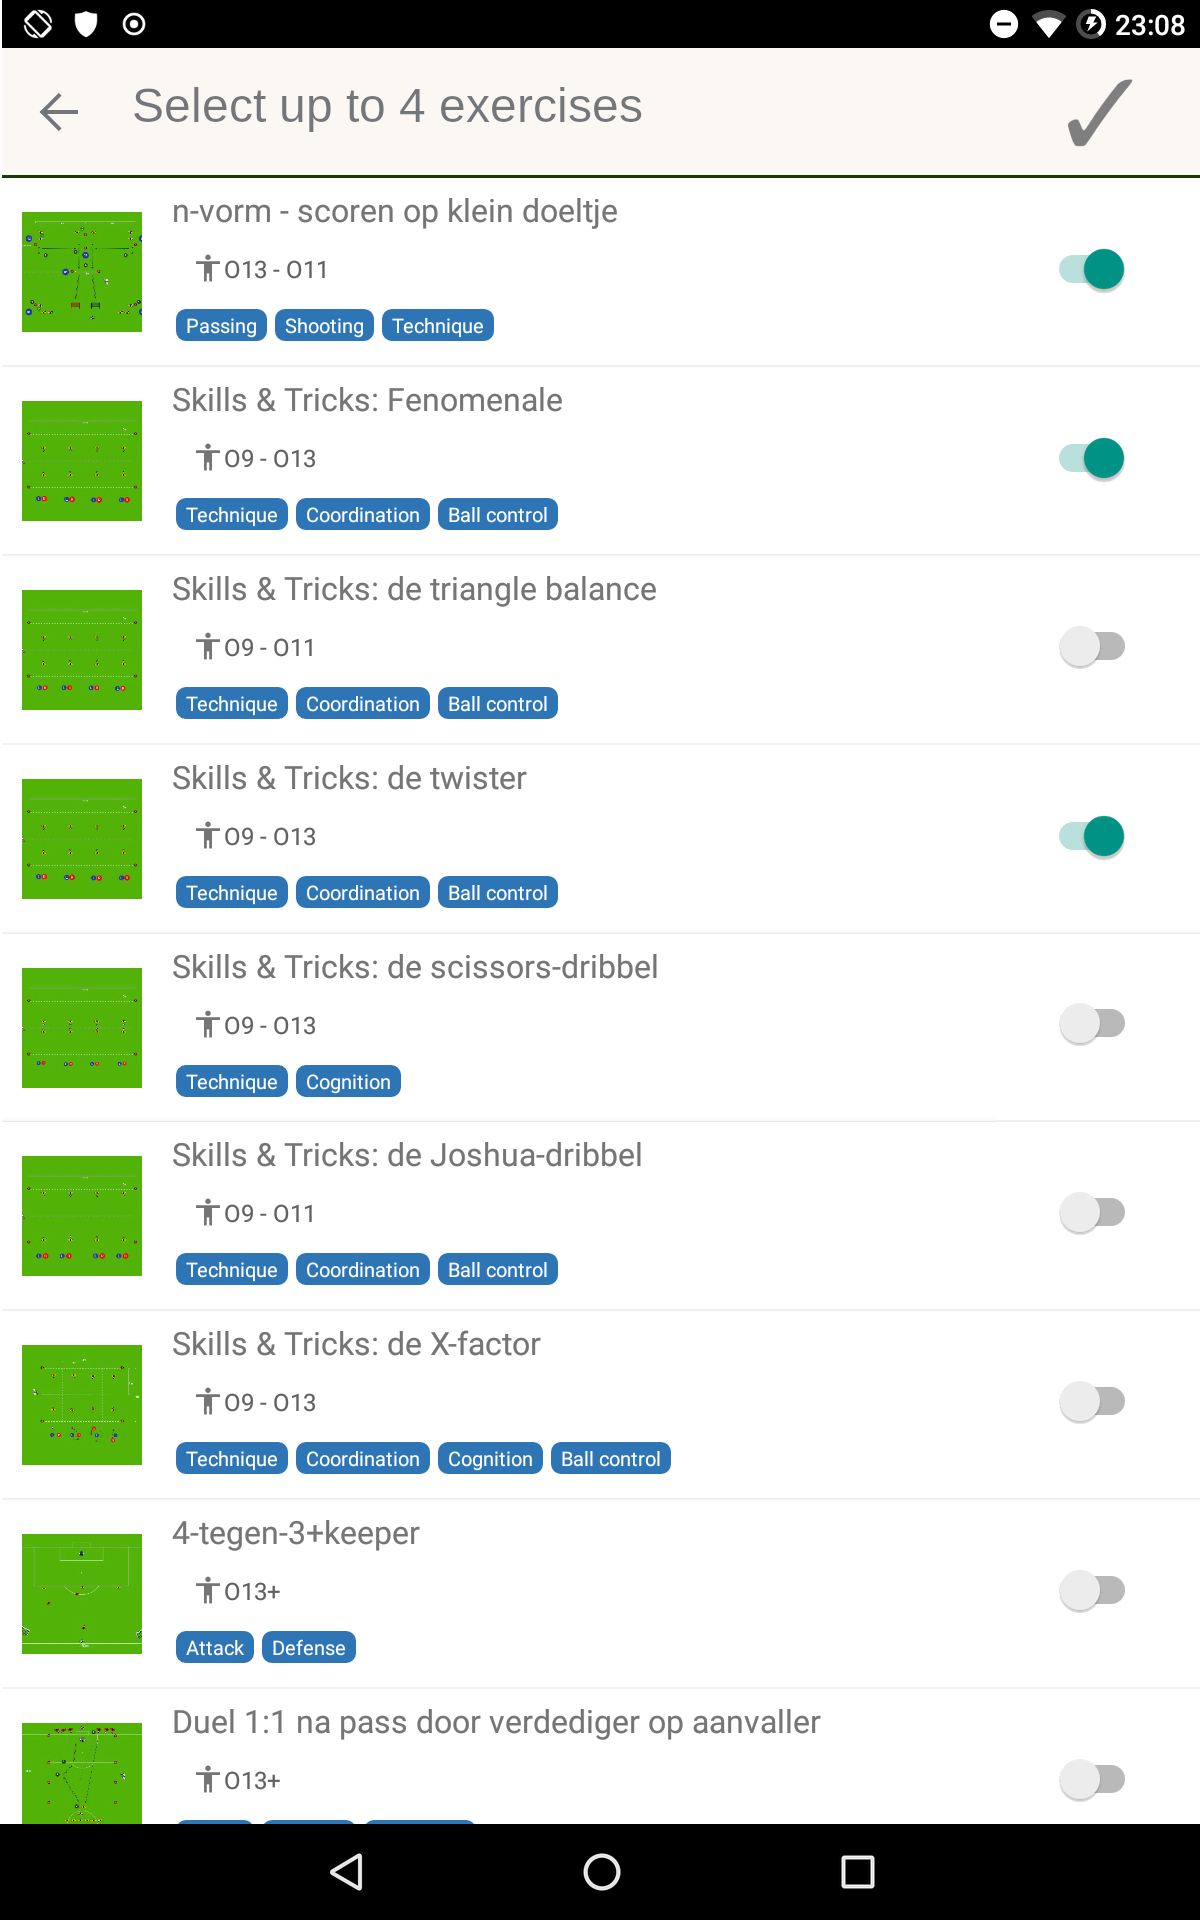 23:08
Select up to 4 exercises
n-vorm - scoren op klein doeltje
O13 - O11
Passing Shooting Technique
Skills & Tricks: Fenomenale
O9 - O13
Technique Coordination Ball control
Skills & Tricks: de triangle balance
O9 - O11
Technique Coordination Ball control
Skills & Tricks: de twister
O9 - O13
Technique Coordination Ball control
Skills & Tricks: de scissors-dribbel
O9 - O13
Technique Cognition
Skills & Tricks: de Joshua-dribbel
O9 - O11
Technique Coordination Ball control
Skills & Tricks: de X-factor
O9 - O13
Technique Coordination Cognition Ball control
4-tegen-3+keeper
O13+
Attack Defense
Duel 1:1 na pass door verdediger op aanvaller
O13+